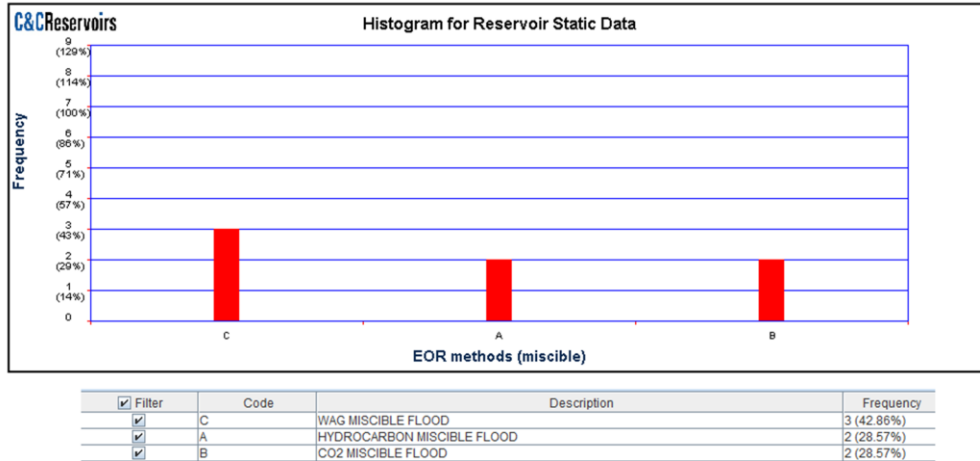 C&CReservoirs
Histogram for Reservoir Static Data
Frequency
9
(129%)
8
(114%)
7
(100%)
6
(86%)
5
(71%)
4
(57%)
3
(43%)
2
(29%)
1
(14%)
0
C A B
EOR methods (miscible)
Filter Code Description Frequency
C WAG MISCIBLE FLOOD 3 (42.86%)
A HYDROCARBON MISCIBLE FLOOD 2 (28.57%)
B CO2 MISCIBLE FLOOD 2 (28.57%)